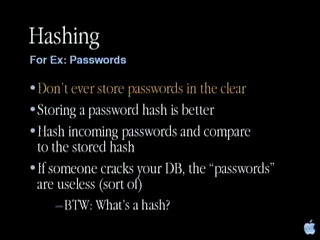 Hashing
For Ex: Passwords
•Don't ever store passwords in the clear
•Storing a password hash is better
•Hash incoming passwords and compare
to the stored hash
•If someone cracks your DB, the “passwords”
are useless (sort of)
–BTW: What's a hash?